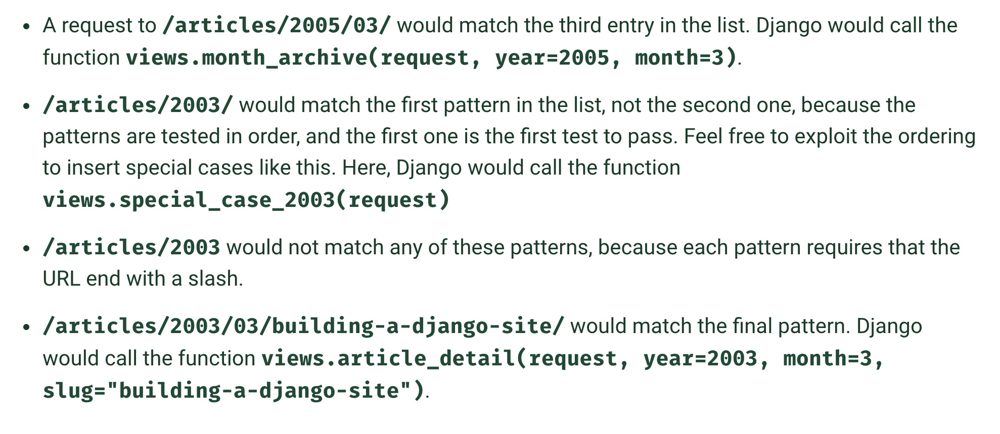 • A request to /articles/2005/03/ would match the third entry in the list. Django would call the
function views.month_archive(request, year=2005, month=3).
• /articles/2003/ would match the first pattern in the list, not the second one, because the
patterns are tested in order, and the first one is the first test to pass. Feel free to exploit the ordering
to insert special cases like this. Here, Django would call the function
views.special_case_2003(request)
• /articles/2003 would not match any of these patterns, because each pattern requires that the
URL end with a slash.
• /articles/2003/03/building-a-django-site/ would match the final pattern. Django
would call the function views.article_detail(request, year=2003, month=3,
slug="building-a-django-site").